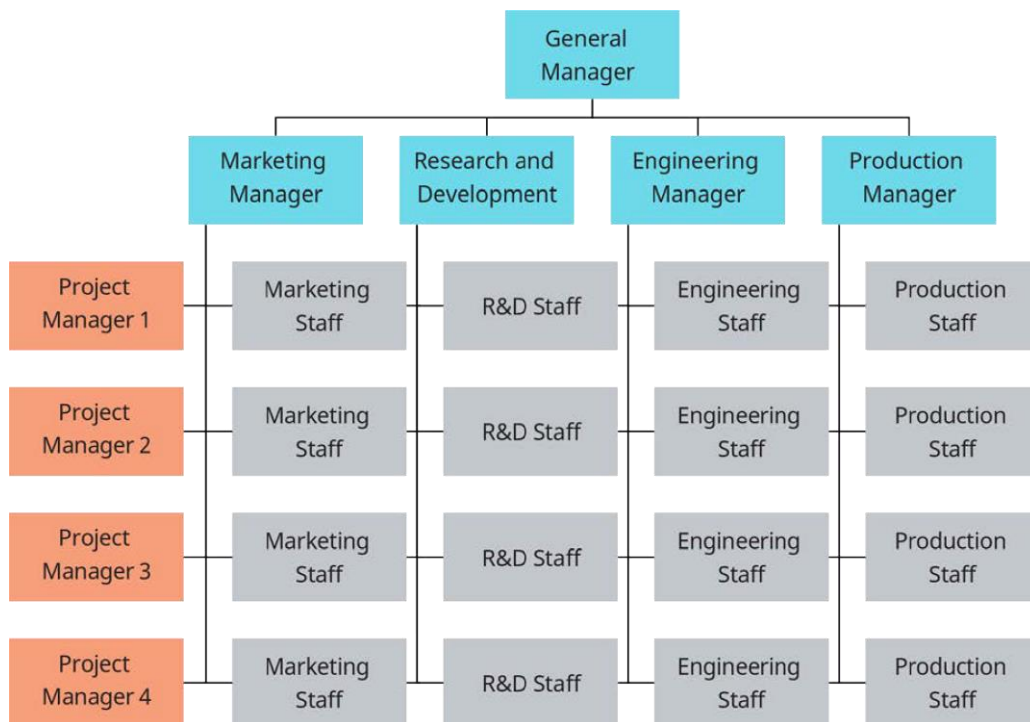 General
Manager
Marketing
Manager
Research and
Development
Engineering
Manager
Production
Manager
Project
Manager 1
Marketing
Staff
R&D Staff
Engineering
Staff
Production
Staff
Project
Manager 2
Marketing
Staff
R&D Staff
Engineering
Staff
Production
Staff
Project
Manager 3
Marketing
Staff
R&D Staff
Engineering
Staff
Production
Staff
Project
Manager 4
Marketing
Staff
R&D Staff
Engineering
Staff
Production
Staff